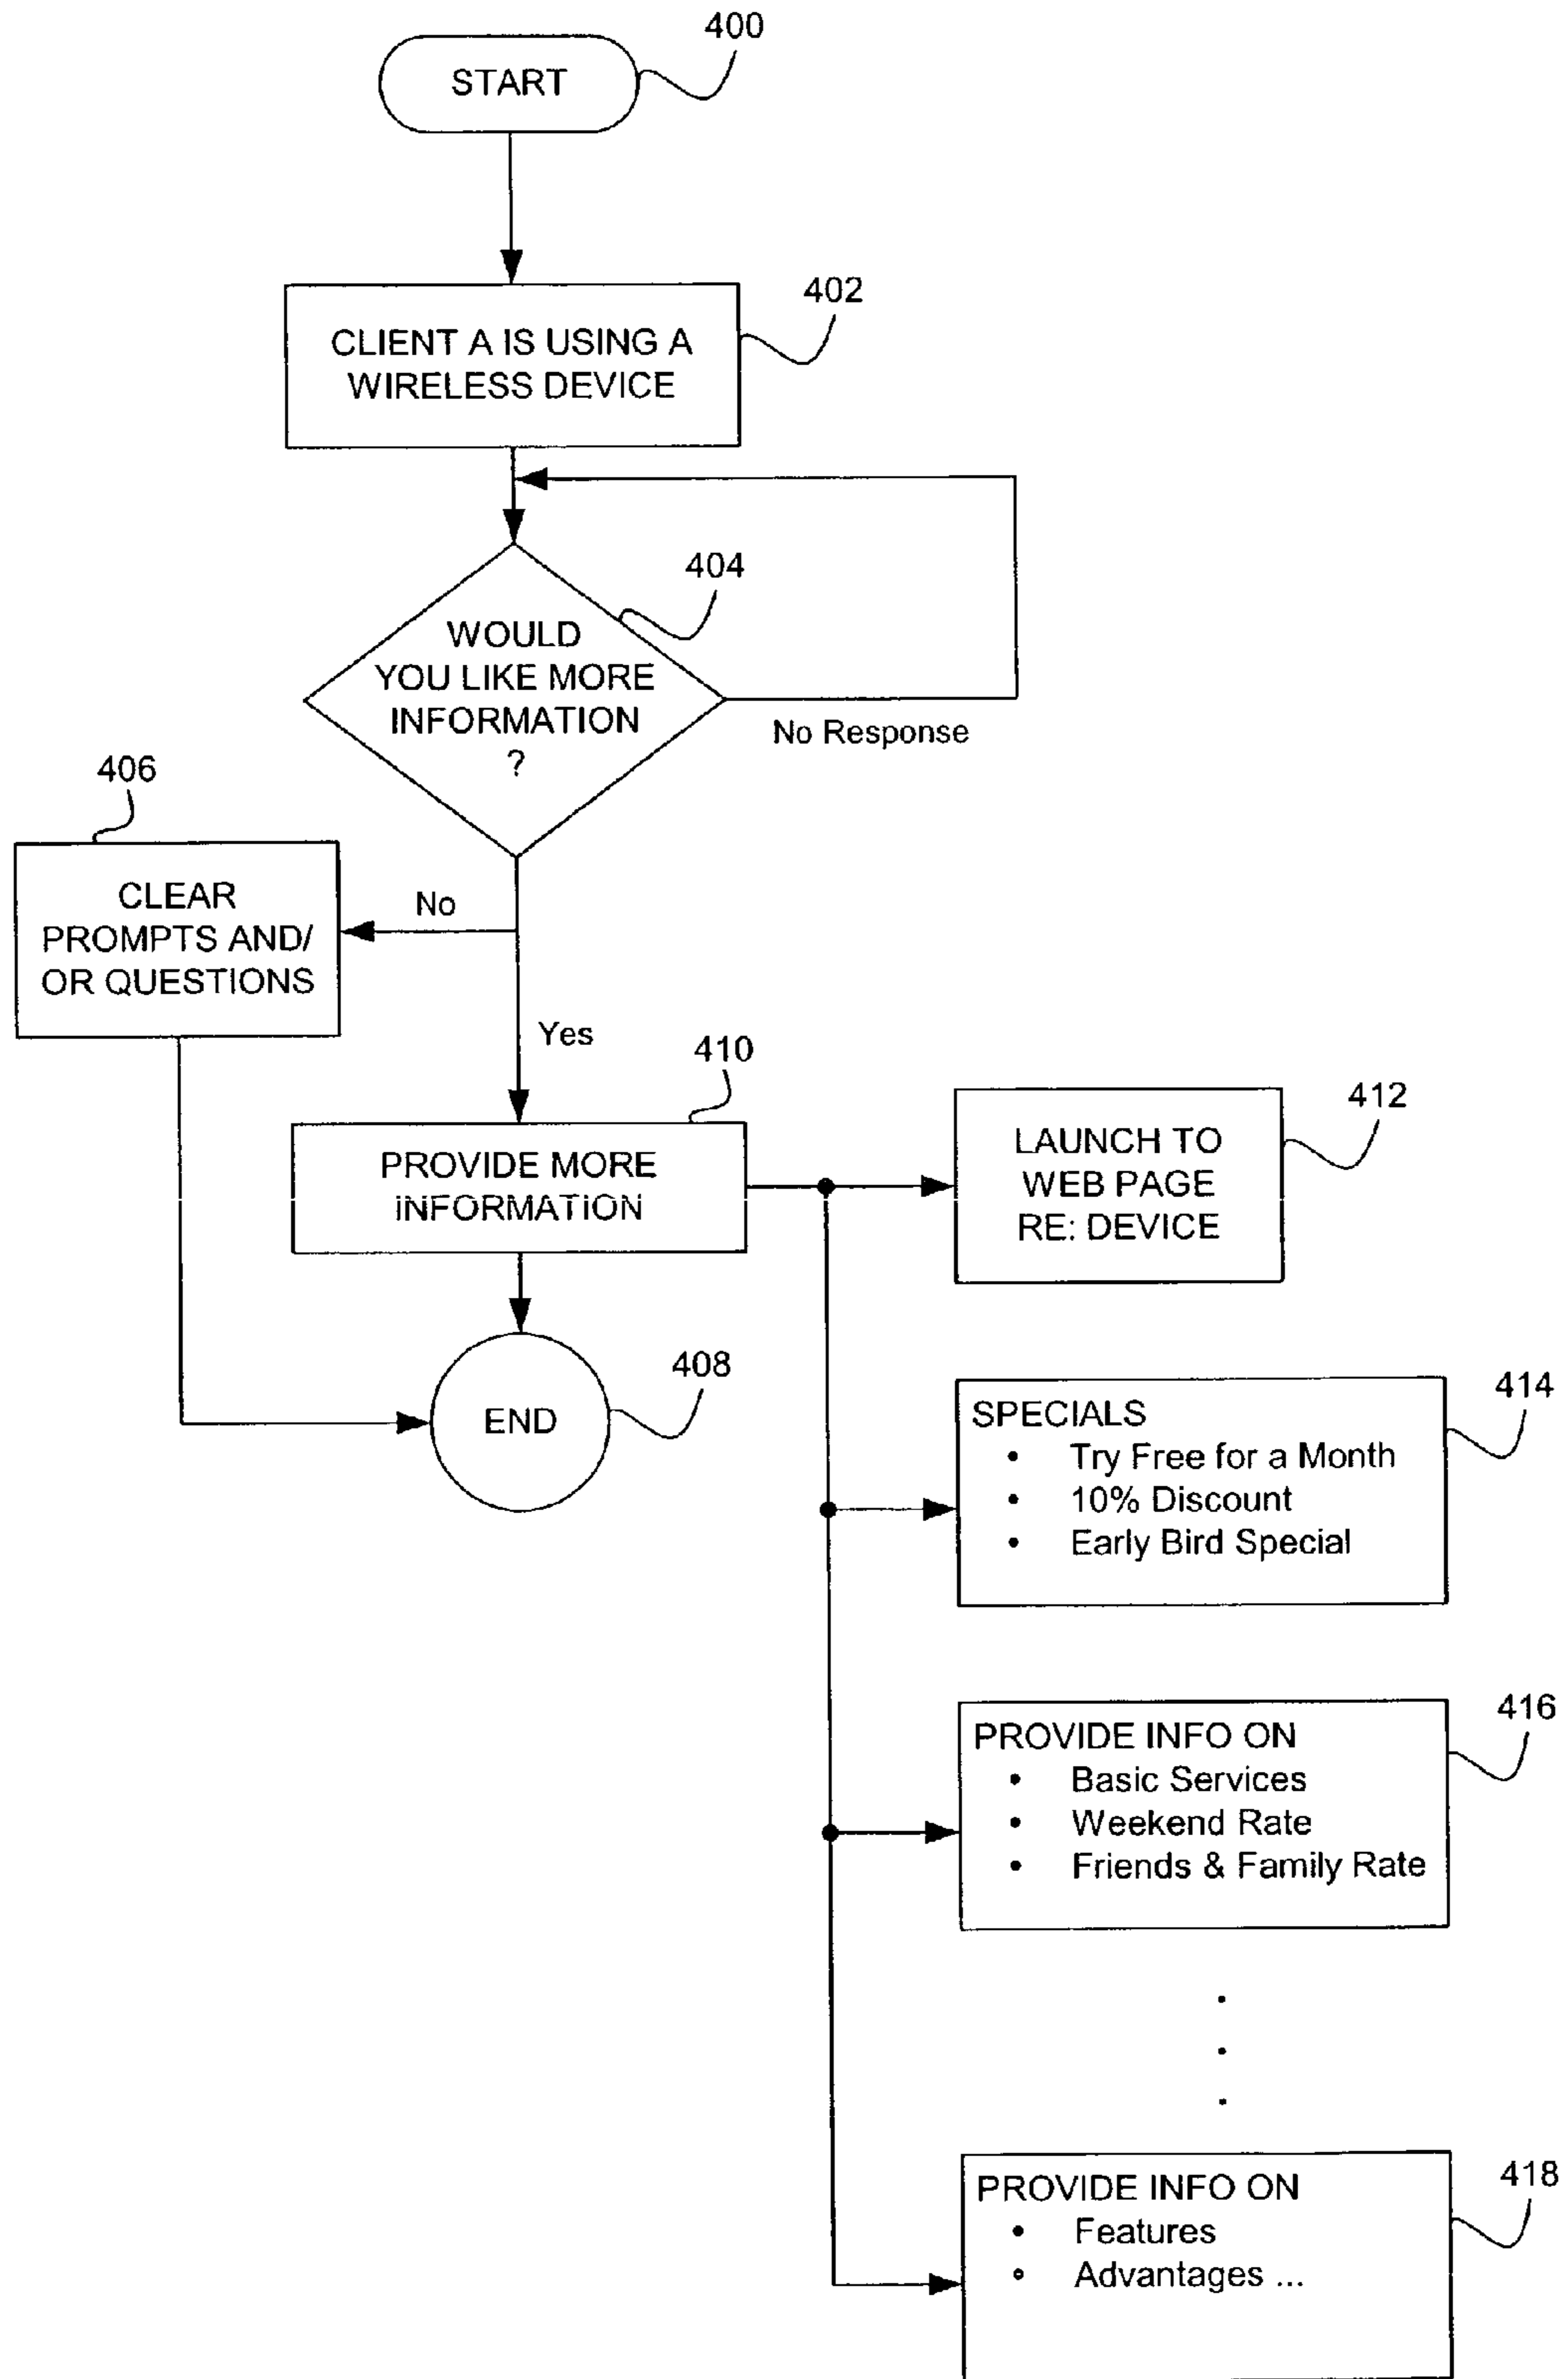 400
START
402
CLIENT A IS USING A
WIRELESS DEVICE
404
WOULD
YOU LIKE MORE
INFORMATION
?
No Response
406
CLEAR
PROMPTS AND/
OR QUESTIONS
No
Yes
410
PROVIDE MORE
INFORMATION
412
LAUNCH TO
WEB PAGE
RE: DEVICE
408
END
414
SPECIALS
• Try Free for a Month
• 10% Discount
• Early Bird Special
416
PROVIDE INFO ON
• Basic Services
• Weekend Rate
• Friends & Family Rate
418
PROVIDE INFO ON
• Features
• Advantages ...